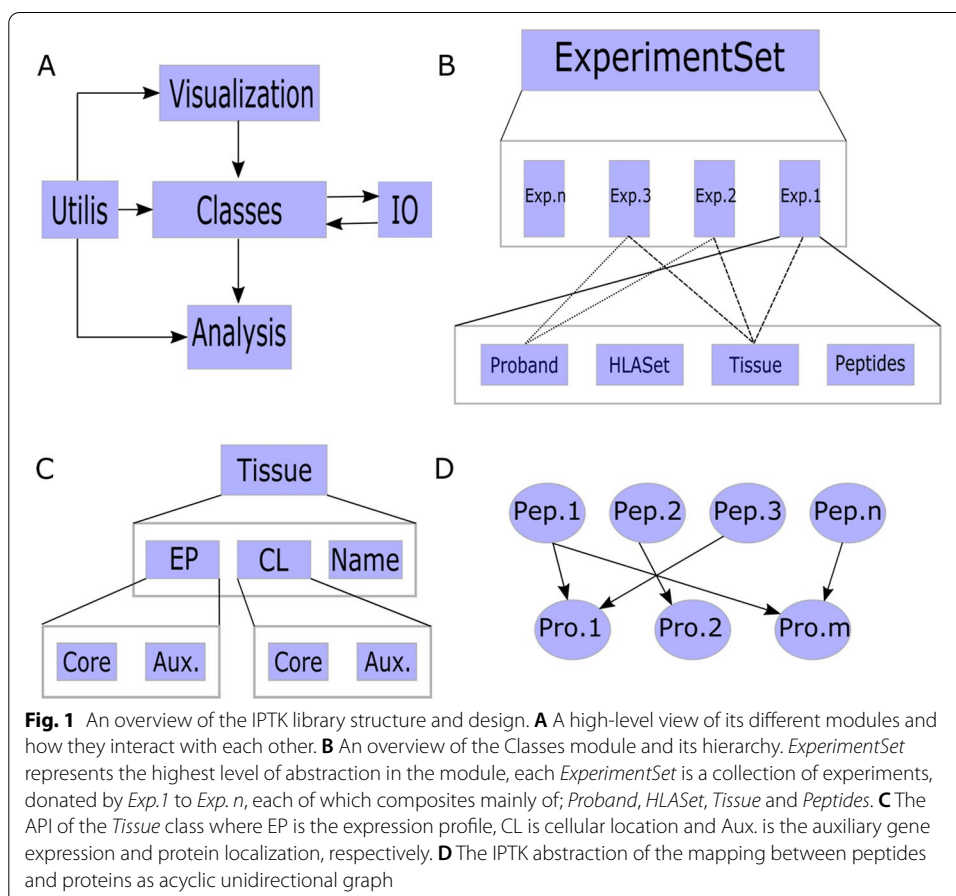 A
Visualization
Utilis
Classes
IO
Analysis
B
ExperimentSet
Exp.n
Exp.3
Exp.2
Exp.1
Proband
HLASet
Tissue
Peptides
C
Tissue
EP
CL
Name
Core
Aux.
Core
Aux.
D
Pep.1
Pep.2
Pep.3
Pep.n
Pro.1
Pro.2
Pro.m
Fig. 1 An overview of the IPTK library structure and design. A A high-level view of its different modules and
how they interact with each other. B An overview of the Classes module and its hierarchy. ExperimentSet
represents the highest level of abstraction in the module, each ExperimentSet is a collection of experiments,
donated by Exp.1 to Exp. n, each of which composites mainly of; Proband, HLASet, Tissue and Peptides. C The
API of the Tissue class where EP is the expression profile, CL is cellular location and Aux. is the auxiliary gene
expression and protein localization, respectively. D The IPTK abstraction of the mapping between peptides
and proteins as acyclic unidirectional graph